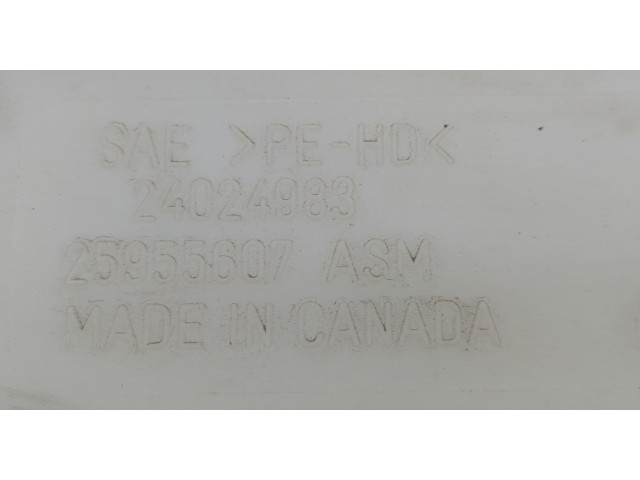 SAE >PE-HD<
24024983
25955607 ASM
MADE IN CANADA